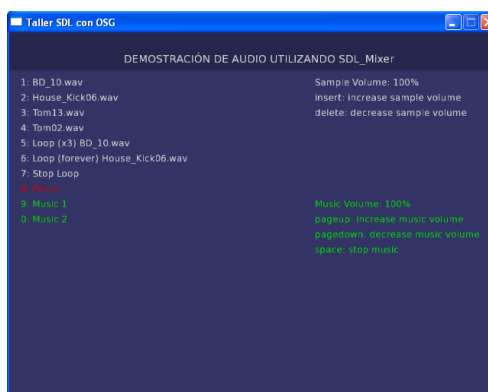 Taller SDL con OSG
DEMOSTRACIÓN DE AUDIO UTILIZANDO SDL_Mixer
1: BD_10.wav
2: House_Kick06.wav
3: Tom13.wav
4: Tom02.wav
5: Loop (x3) BD_10.wav
6: Loop (forever) House_Kick06.wav
7: Stop Loop
9: Music 1
0: Music 2
Sample Volume: 100%
insert: increase sample volume
delete: decrease sample volume
Music Volume: 100%
pageup: increase music volume
pagedown: decrease music volume
space: stop music